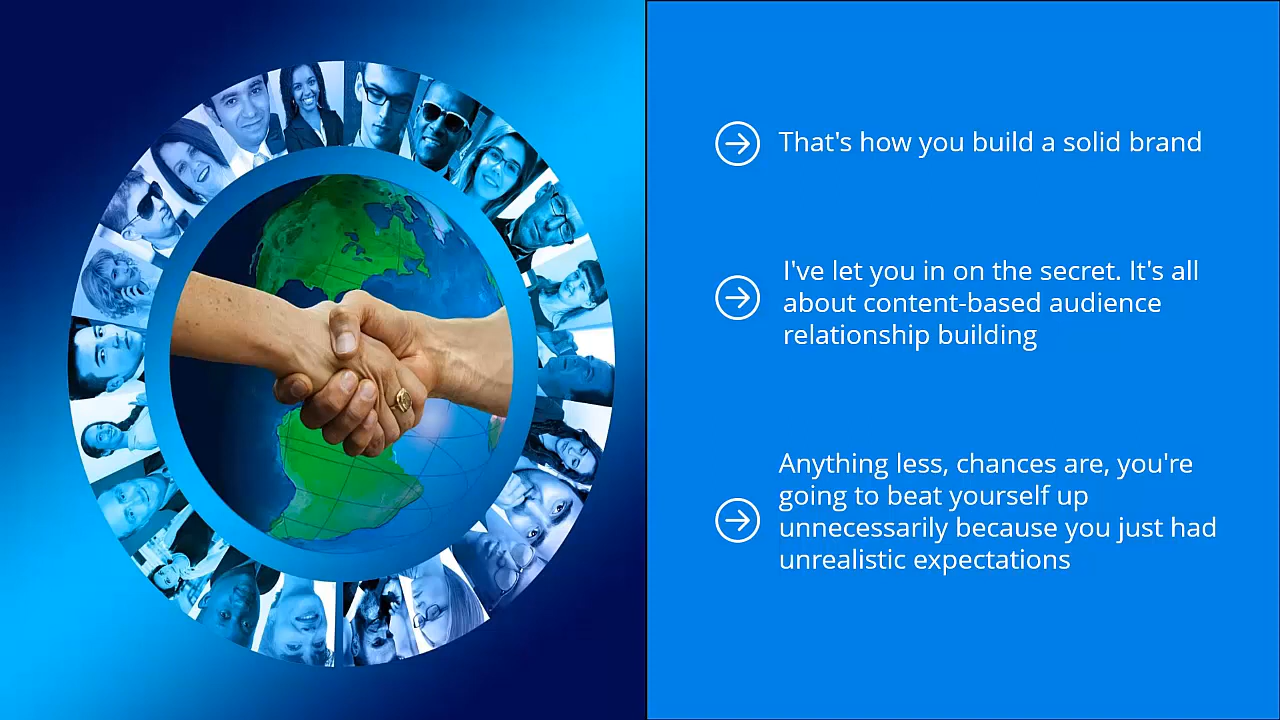 That's how you build a solid brand
I've let you in on the secret. It's all
about content-based audience
relationship building
Anything less, chances are, you're
going to beat yourself up
unnecessarily because you just had
unrealistic expectations